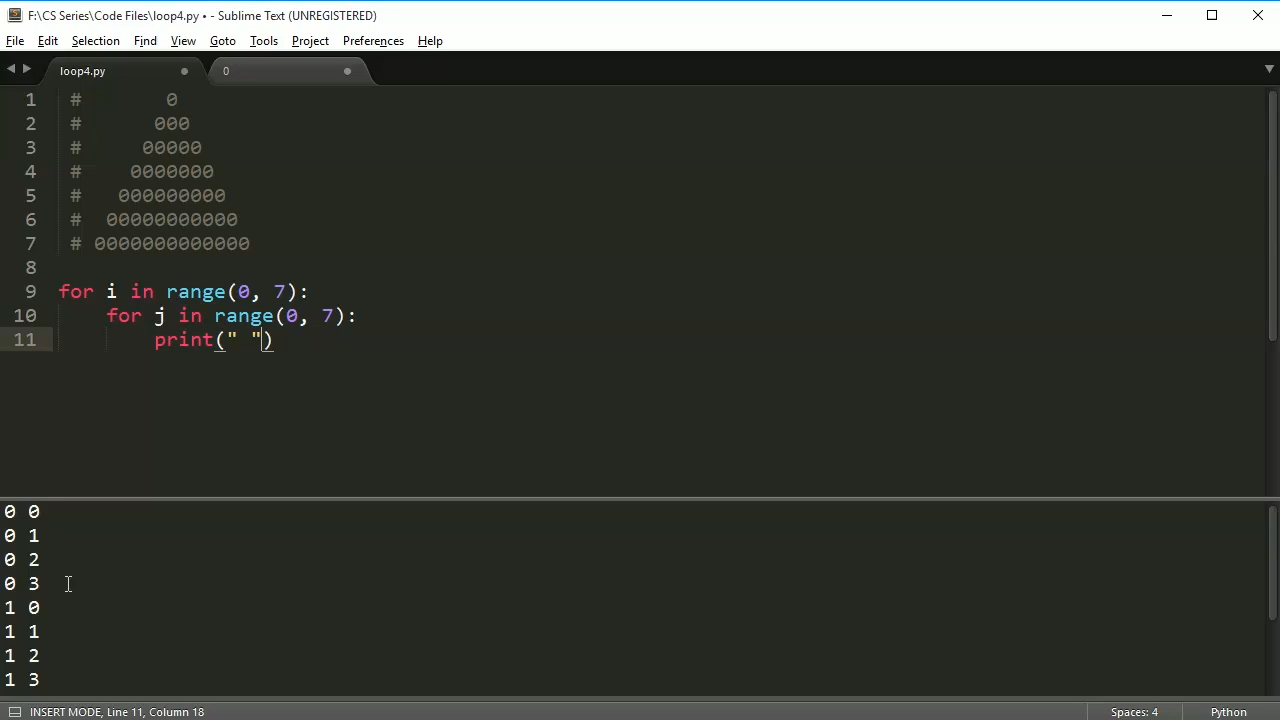 F:\CS Series\Code Files\loop4.py • - Sublime Text (UNREGISTERED)
File Edit Selection Find View Goto Tools Project Preferences Help
loop4.py 0
1 # 0
2 # 000
3 # 00000
4 # 0000000
5 # 000000000
6 # 00000000000
7 # 0000000000000
8
9 for i in range(0, 7):
10 for j in range(0, 7):
11 print(" ")
0 0
0 1
0 2
0 3
1 0
1 1
1 2
1 3
INSERT MODE, Line 11, Column 18 Spaces: 4 Python